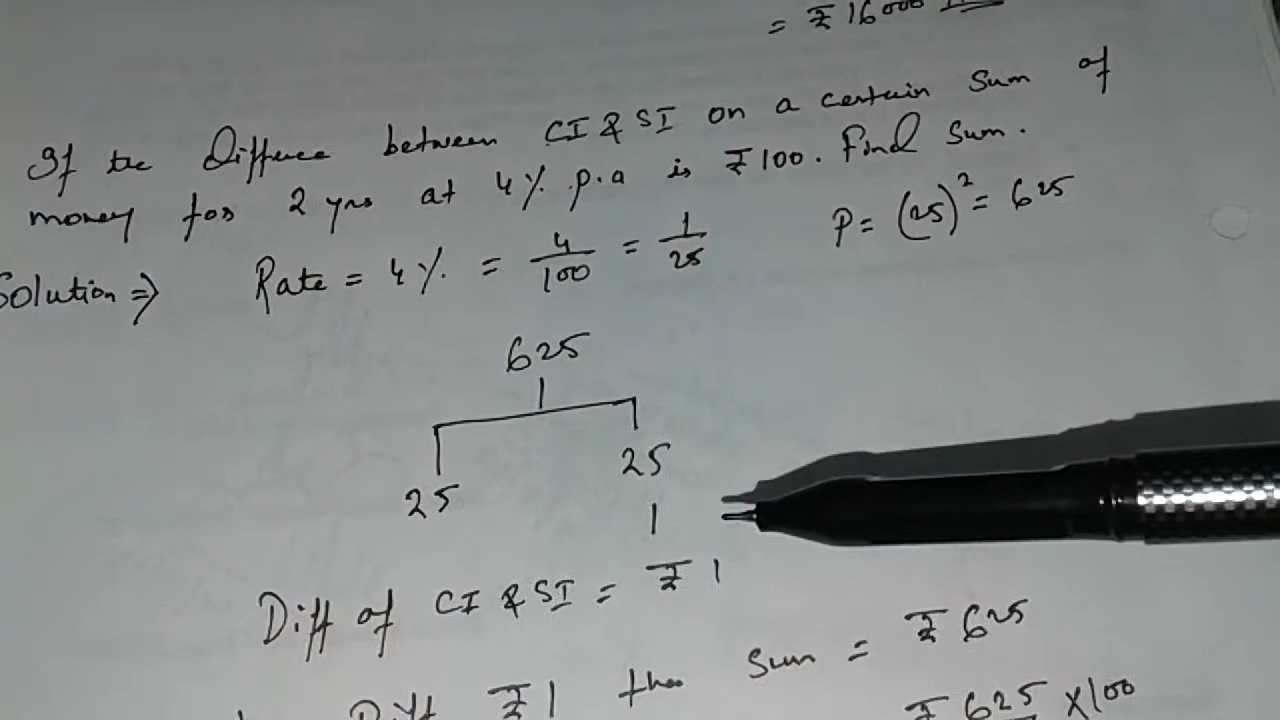 = ₹ 16000
If the Diffence between CI & SI on a certain Sum of
money for 2 yrs at 4% p.a is ₹100. Find Sum.
Solution ⇒ Rate = 4% = 4/100 = 1/25 P = (25)² = 625
625
25 25
1
Diff of CI & SI = ₹ 1
Diff ₹1 then Sum = ₹ 625
₹ 625 ×100